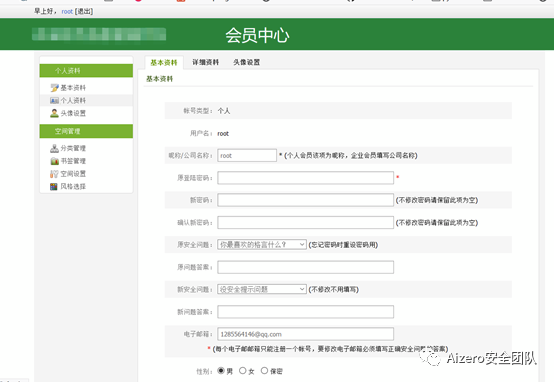 早上好， root [退出]
会员中心
个人资料
基本资料
个人资料
头像设置
空间管理
分类管理
书签管理
空间设置
风格选择
基本资料 详细资料 头像设置
基本资料
帐号类型： 个人
用户名： root
昵称/公司名称： root * (个人会员该项为昵称，企业会员填写公司名称)
原登陆密码： *
新密码： (不修改密码请保留此项为空)
确认新密码： (不修改密码请保留此项为空)
原安全问题： 你最喜欢的格言什么？ (忘记密码时重设密码用)
原问题答案：
新安全问题： 没安全提示问题 (不修改不用填写)
新问题答案：
电子邮箱： 1285564146@qq.com
* (每个电子邮邮箱只能注册一个帐号，要修改电子邮箱必须填写正确安全问题的答案)
性别： 男 女 保密
Aizero安全团队